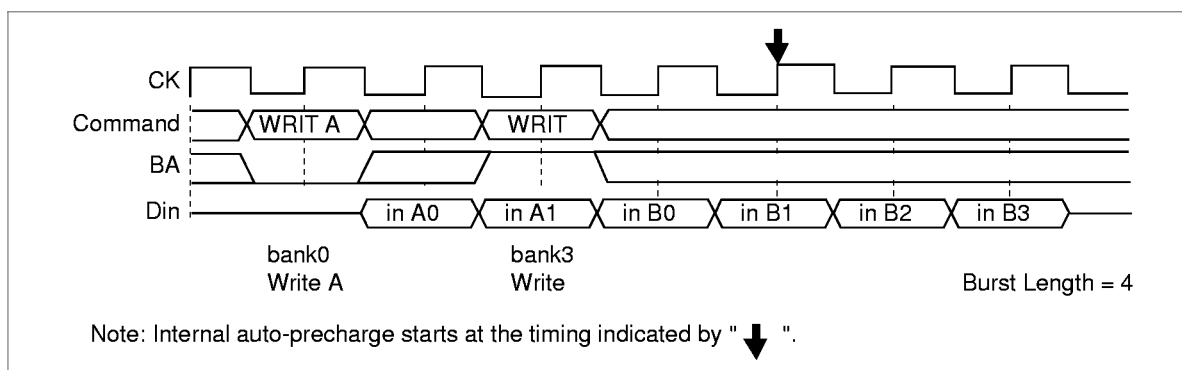 CK
Command WRIT A WRIT
BA
Din in A0 in A1 in B0 in B1 in B2 in B3
bank0 bank3
Write A Write Burst Length = 4
Note: Internal auto-precharge starts at the timing indicated by " ".